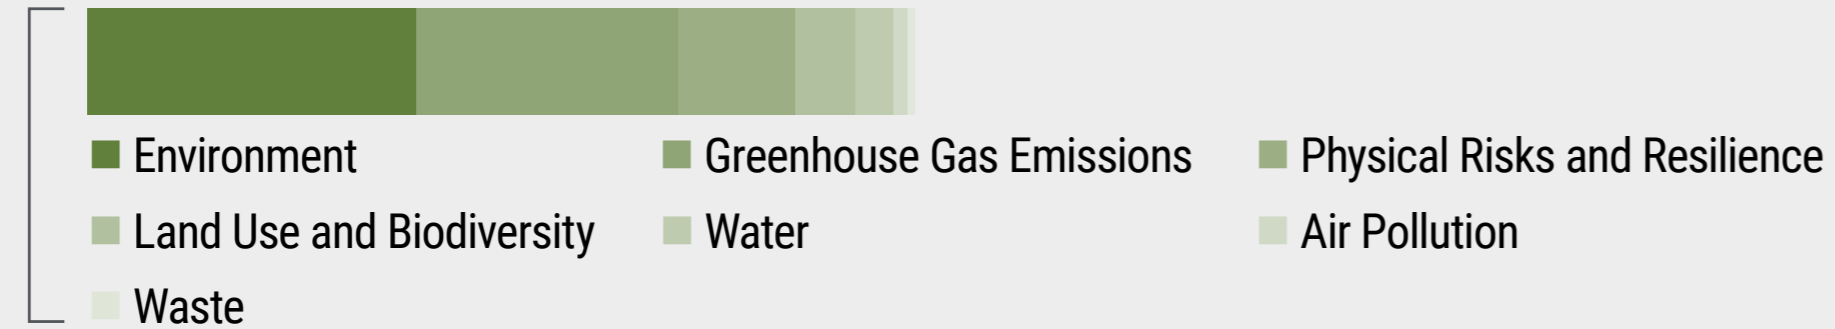 Environment Greenhouse Gas Emissions Physical Risks and Resilience
Land Use and Biodiversity Water Air Pollution
Waste